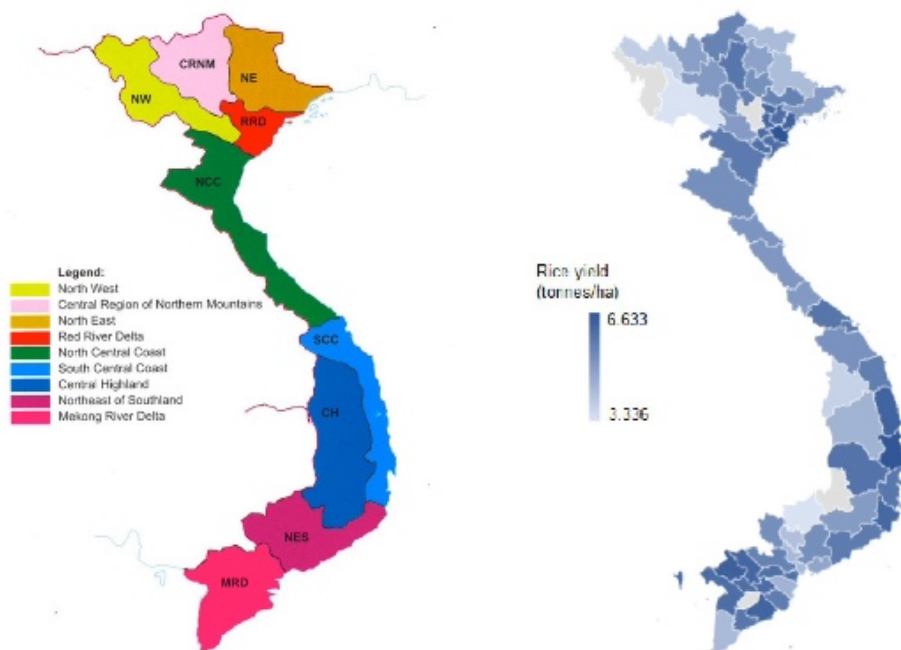 CRNM
NE
NW
RRD
NCC
Legend:
North West
Central Region of Northern Mountains
North East
Red River Delta
North Central Coast
South Central Coast
Central Highland
Northeast of Southland
Mekong River Delta
SCC
CH
NES
MRD
Rice yield
(tonnes/ha)
6.633
3.336